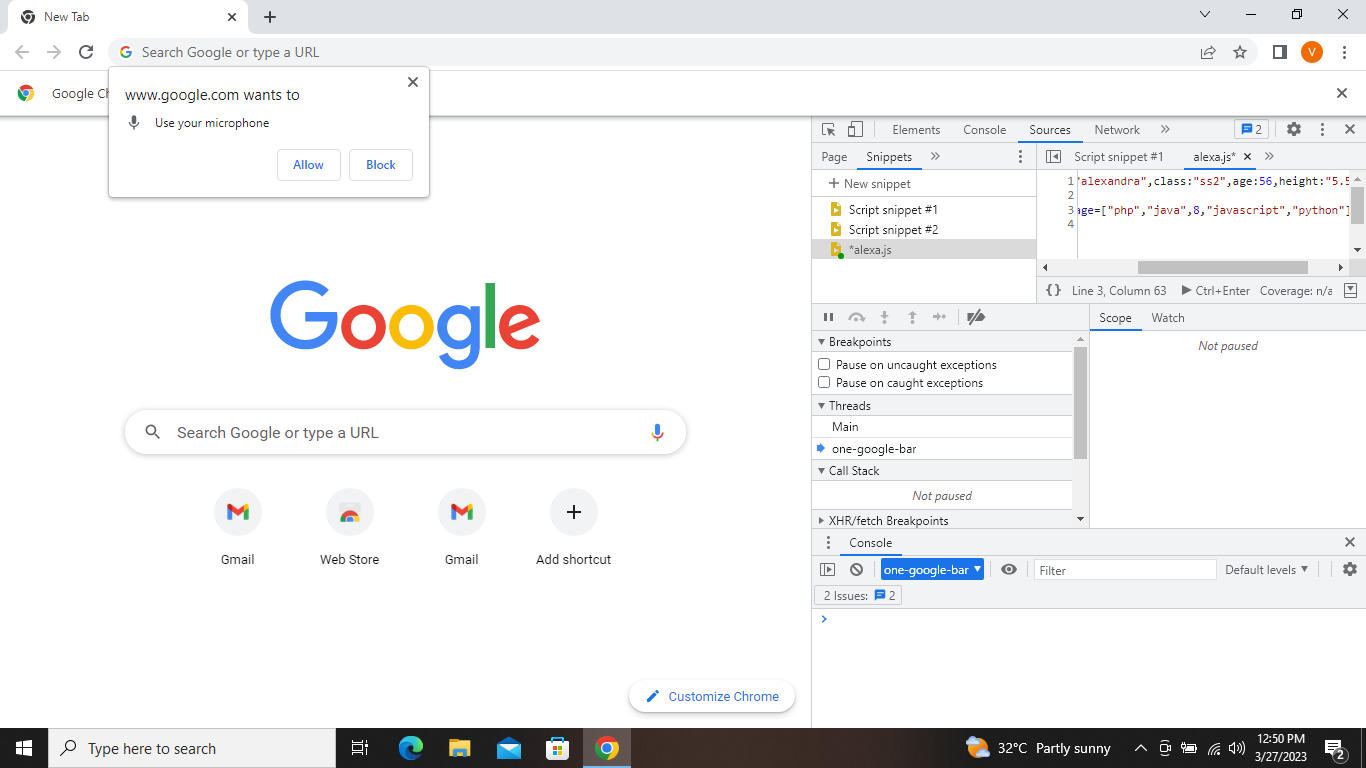 New Tab
Search Google or type a URL
V
Google Ch
www.google.com wants to
Use your microphone
Allow
Block
Google
Search Google or type a URL
Gmail
Web Store
Gmail
Add shortcut
Customize Chrome
Elements
Console
Sources
Network
2
Page
Snippets
Script snippet #1
alexa.js*
New snippet
Script snippet #1
Script snippet #2
*alexa.js
1 "alexandra",class:"ss2",age:56,height:"5.5
2
3 age=["php","java",8,"javascript","python"]
4
{} Line 3, Column 63
Ctrl+Enter
Coverage: n/a
Scope
Watch
Not paused
Breakpoints
Pause on uncaught exceptions
Pause on caught exceptions
Threads
Main
one-google-bar
Call Stack
Not paused
XHR/fetch Breakpoints
Console
one-google-bar
Filter
Default levels
2 Issues: 2
Type here to search
32°C Partly sunny
12:50 PM
3/27/2023
2